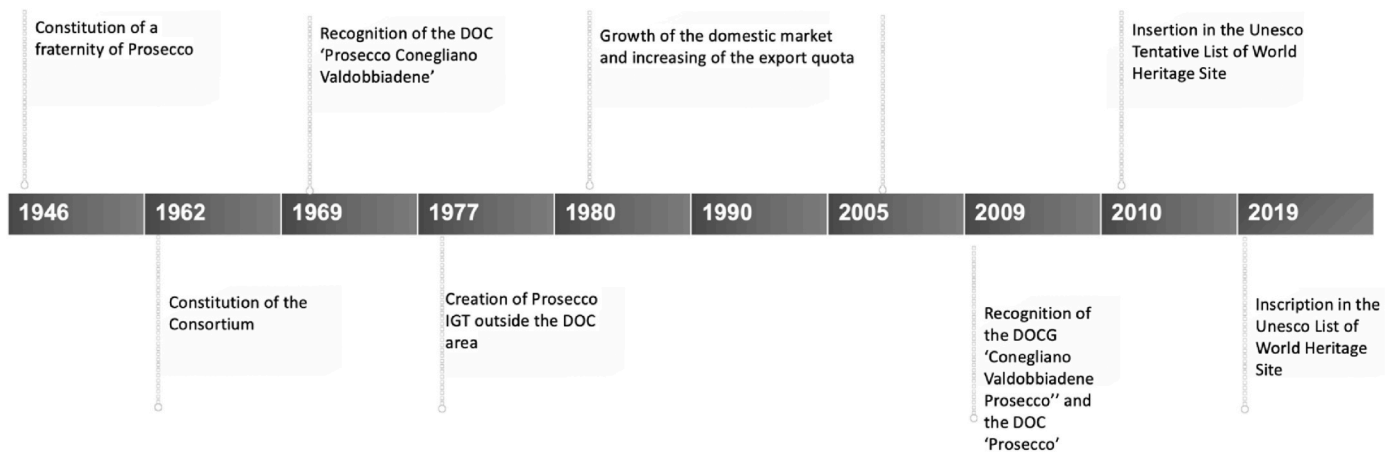 Constitution of a
fraternity of Prosecco
Recognition of the DOC
‘Prosecco Conegliano
Valdobbiadene’
Growth of the domestic market
and increasing of the export quota
Insertion in the Unesco
Tentative List of World
Heritage Site
1946 1962 1969 1977 1980 1990 2005 2009 2010 2019
Constitution of the
Consortium
Creation of Prosecco
IGT outside the DOC
area
Recognition of
the DOCG
‘Conegliano
Valdobbiadene
Prosecco’’ and
the DOC
‘Prosecco’
Inscription in the
Unesco List of
World Heritage
Site